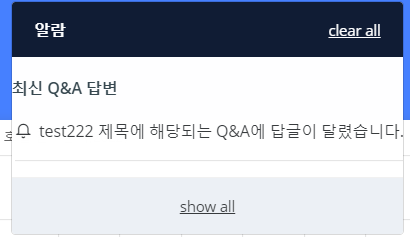 알람
clear all
최신 Q&A 답변
test222 제목에 해당되는 Q&A에 답글이 달렸습니다.
show all